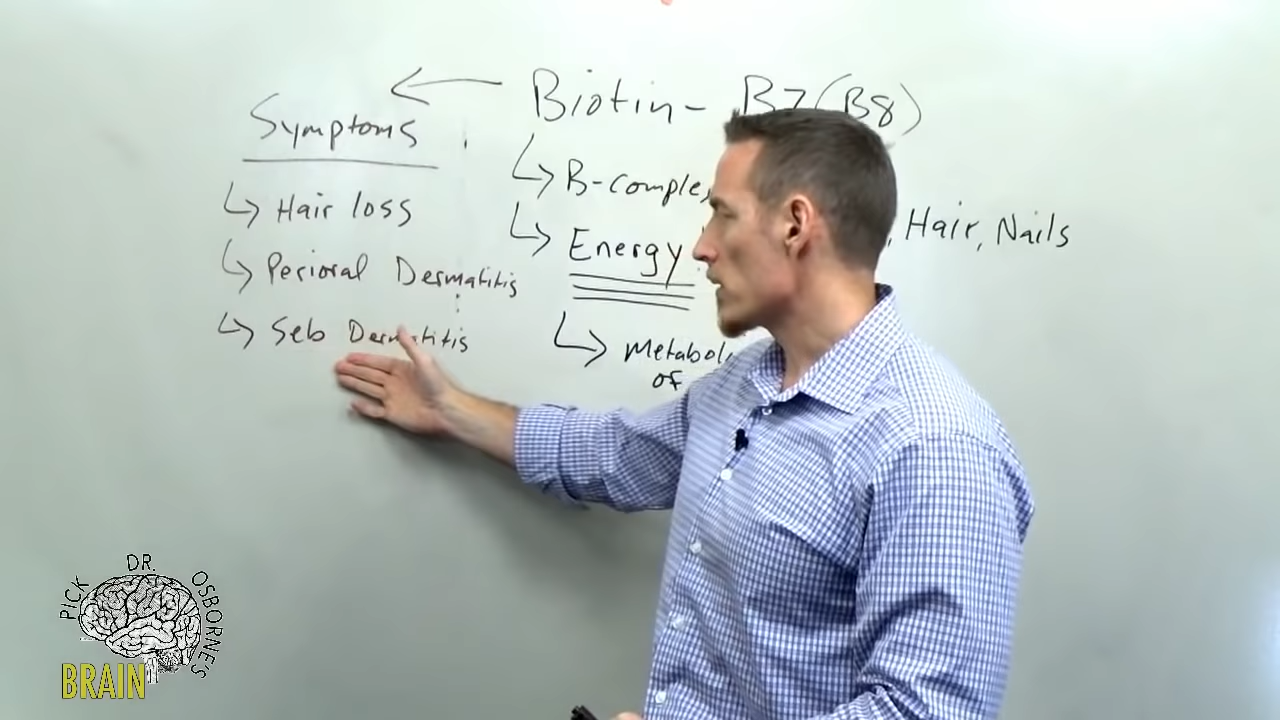 Biotin - B7 (B8)
Symptoms
↳ Hair loss
↳ Perioral Dermatitis
↳ Seb Dermatitis
↳ B-comple
↳ Energy
, Hair, Nails
↳ Metabol
of
PICK DR. OSBORNE'S
BRAIN